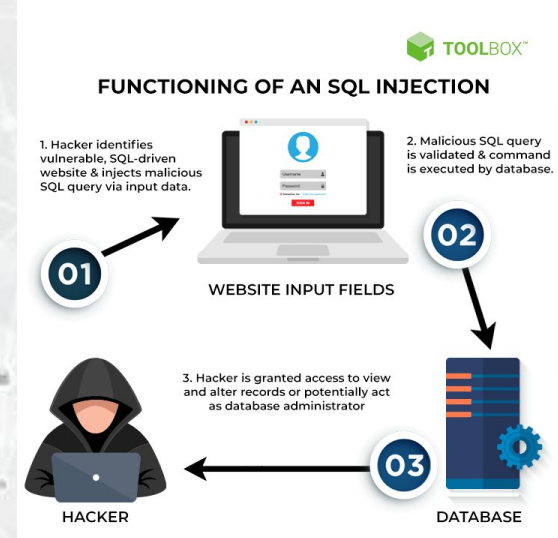 TOOLBOX™
FUNCTIONING OF AN SQL INJECTION
1. Hacker identifies
vulnerable, SQL-driven
website & injects malicious
SQL query via input data.
2. Malicious SQL query
is validated & command
is executed by database.
Username
Password
SIGN IN
01
02
WEBSITE INPUT FIELDS
3. Hacker is granted access to view
and alter records or potentially act
as database administrator
03
HACKER
DATABASE